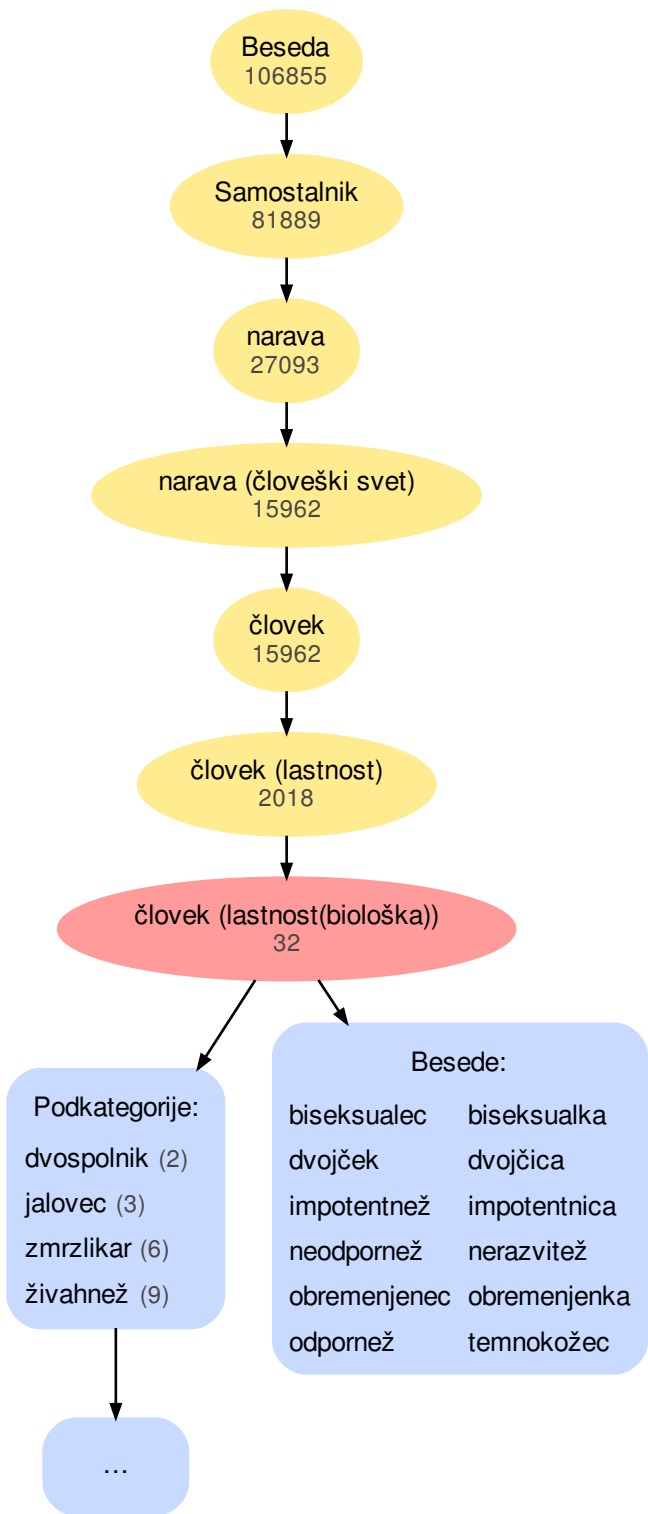 Beseda
106855
Samostalnik
81889
narava
27093
narava (človeški svet)
15962
človek
15962
človek (lastnost)
2018
človek (lastnost(biološka))
32
Podkategorije:
dvospolnik (2)
jalovec (3)
zmrzlikar (6)
živahnež (9)
...
Besede:
biseksualec biseksualka
dvojček dvojčica
impotentnež impotentnica
neodpornež nerazvitež
obremenjenec obremenjenka
odpornež temnokožec